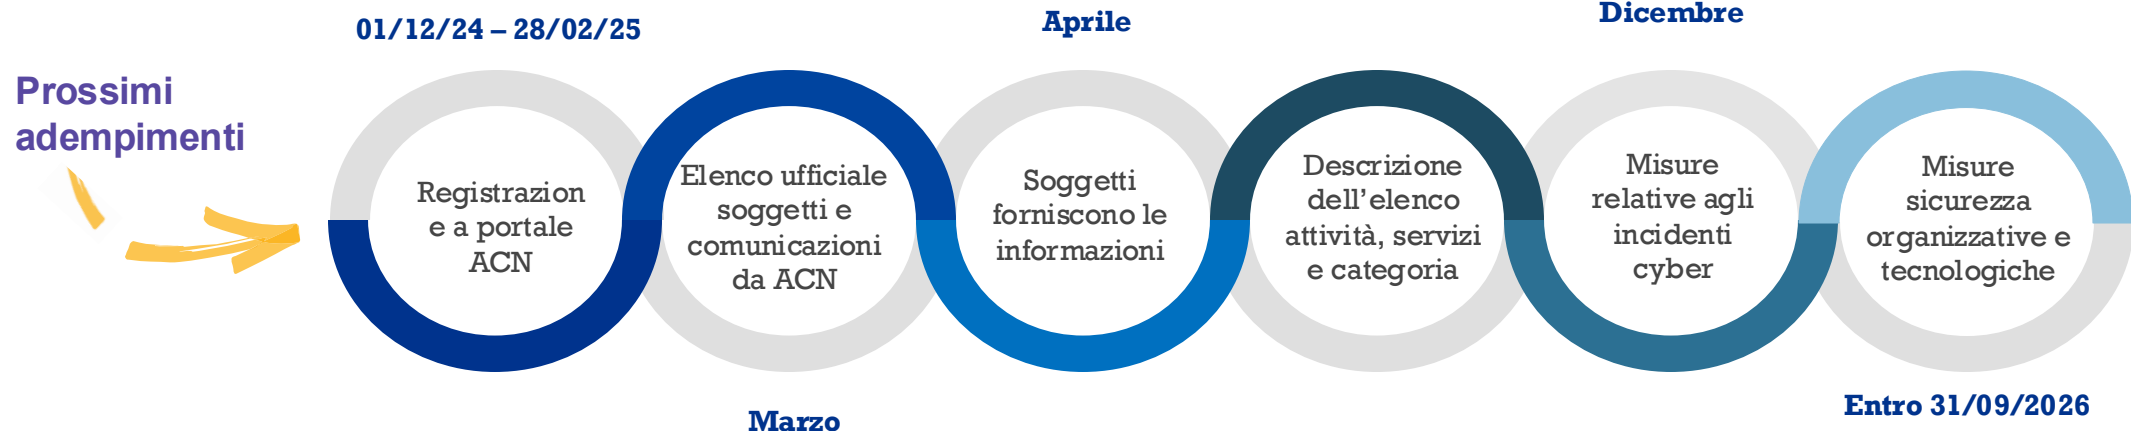 Prossimi
adempimenti
01/12/24 – 28/02/25
Registrazion
e a portale
ACN
Elenco ufficiale
soggetti e
comunicazioni
da ACN
Marzo
Aprile
Soggetti
forniscono le
informazioni
Descrizione
dell’elenco
attività, servizi
e categoria
Dicembre
Misure
relative agli
incidenti
cyber
Misure
sicurezza
organizzative e
tecnologiche
Entro 31/09/2026